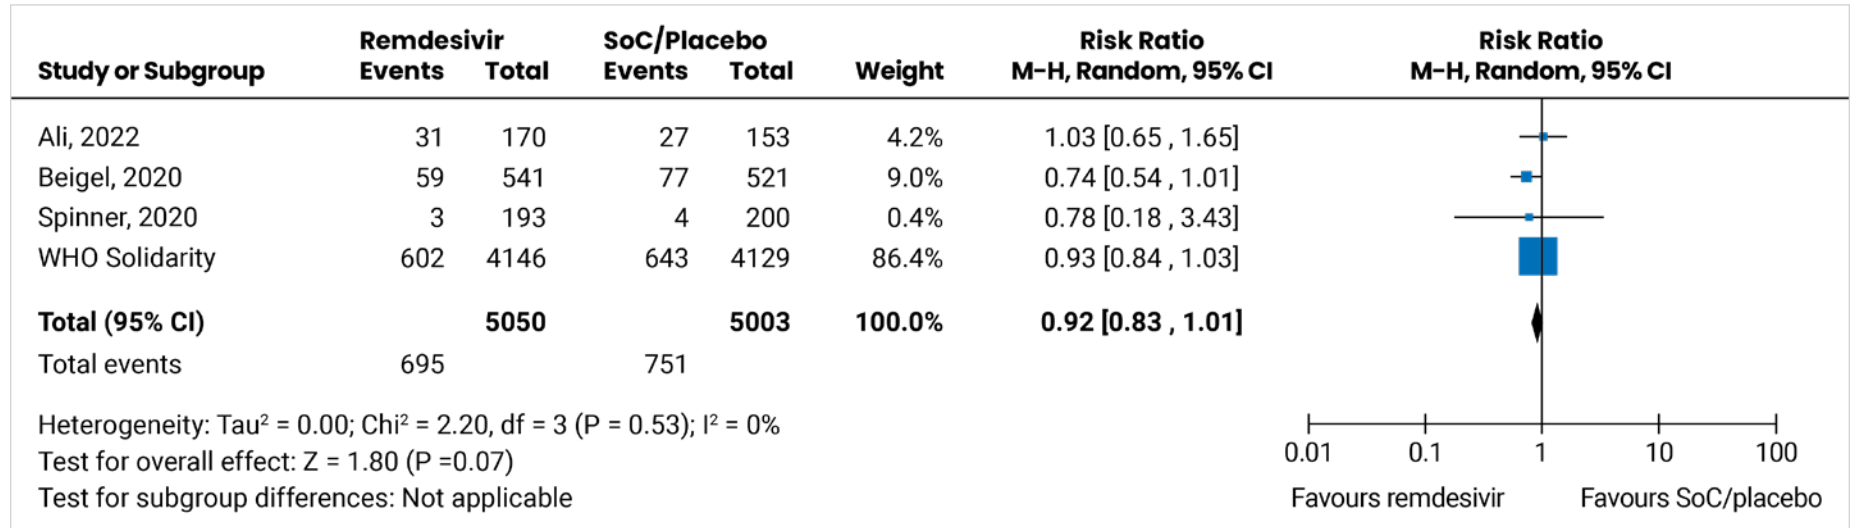 Remdesivir SoC/Placebo Risk Ratio Risk Ratio
Study or Subgroup Events Total Events Total Weight M-H, Random, 95% CI M-H, Random, 95% CI
Ali, 2022 31 170 27 153 4.2% 1.03 [0.65 , 1.65]
Beigel, 2020 59 541 77 521 9.0% 0.74 [0.54 , 1.01]
Spinner, 2020 3 193 4 200 0.4% 0.78 [0.18 , 3.43]
WHO Solidarity 602 4146 643 4129 86.4% 0.93 [0.84 , 1.03]
Total (95% CI) 5050 5003 100.0% 0.92 [0.83 , 1.01]
Total events 695 751
Heterogeneity: Tau² = 0.00; Chi² = 2.20, df = 3 (P = 0.53); I² = 0%
Test for overall effect: Z = 1.80 (P =0.07)
Test for subgroup differences: Not applicable
0.01 0.1 1 10 100
Favours remdesivir Favours SoC/placebo